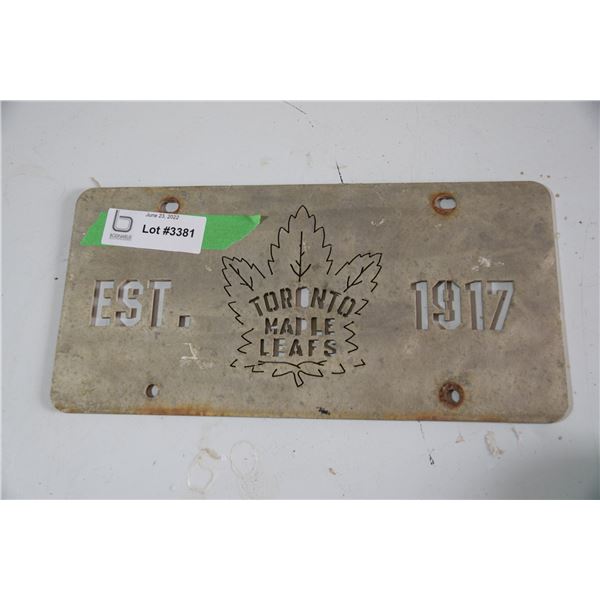 June 23, 2022
Lot #3381
EST. 1917
TORONTO
MAPLE
LEAFS